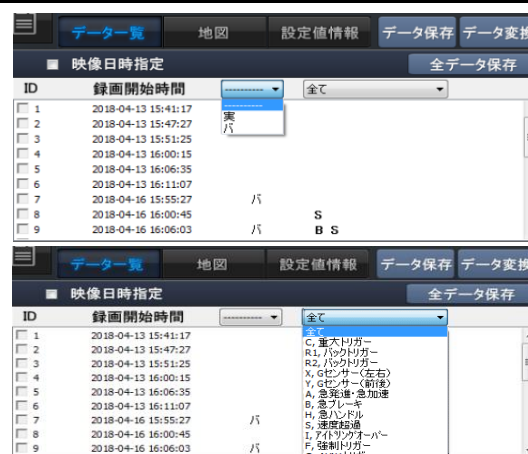 データ一覧 地図 設定値情報 データ保存 データ変換
映像日時指定 全データ保存
ID 録画開始時間 ---------- 全て
----------
実
バ
1 2018-04-13 15:41:17
2 2018-04-13 15:47:27
3 2018-04-13 15:51:25
4 2018-04-13 16:00:15
5 2018-04-13 16:06:35
6 2018-04-13 16:11:07
7 2018-04-16 15:55:27 バ
8 2018-04-16 16:00:45 S
9 2018-04-16 16:06:03 バ B S
データ一覧 地図 設定値情報 データ保存 データ変換
映像日時指定 全データ保存
ID 録画開始時間 ---------- 全て
全て
C, 重大トリガー
R1, バックトリガー
R2, バックトリガー
X, Gセンサー(左右)
Y, Gセンサー(前後)
A, 急発進・急加速
B, 急ブレーキ
H, 急ハンドル
S, 速度超過
I, アイドリングオーバー
F, 強制トリガー
1 2018-04-13 15:41:17
2 2018-04-13 15:47:27
3 2018-04-13 15:51:25
4 2018-04-13 16:00:15
5 2018-04-13 16:06:35
6 2018-04-13 16:11:07
7 2018-04-16 15:55:27 バ
8 2018-04-16 16:00:45
9 2018-04-16 16:06:03 バ